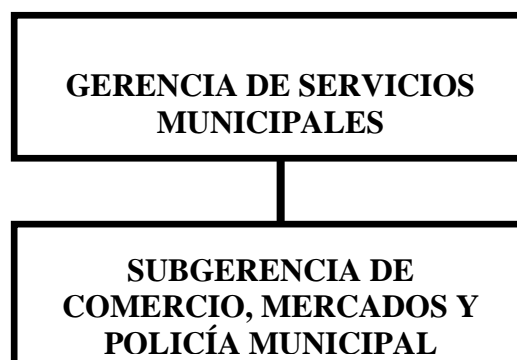 GERENCIA DE SERVICIOS
MUNICIPALES
SUBGERENCIA DE
COMERCIO, MERCADOS Y
POLICÍA MUNICIPAL